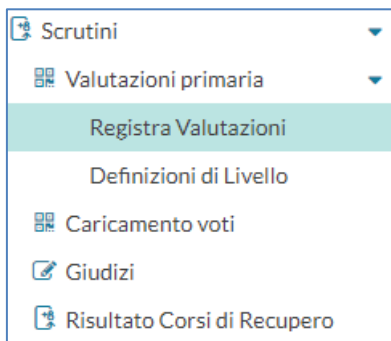 Scrutini
Valutazioni primaria
Registra Valutazioni
Definizioni di Livello
Caricamento voti
Giudizi
Risultato Corsi di Recupero